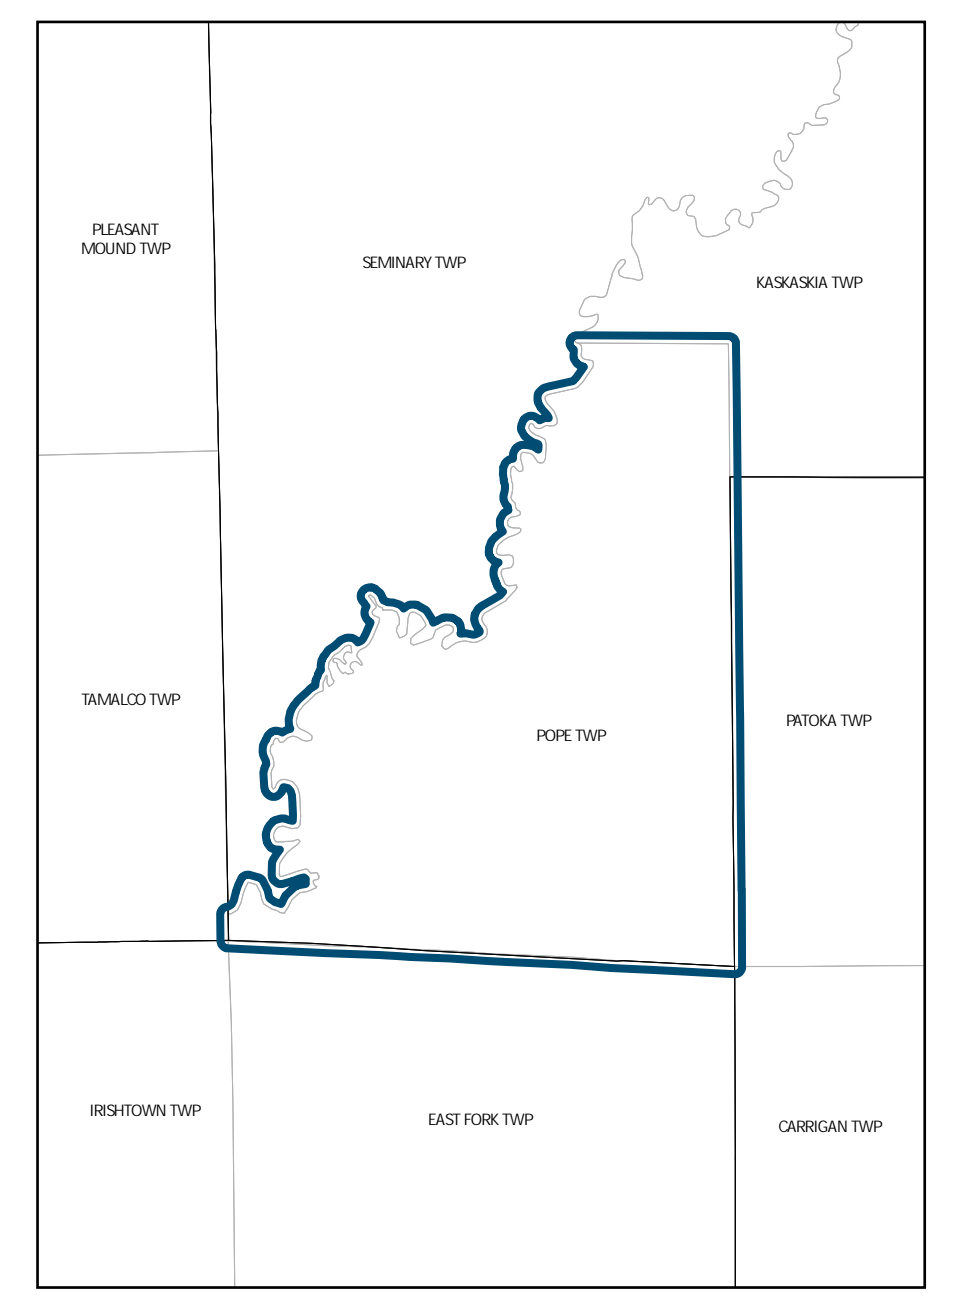 PLEASANT
MOUND TWP
SEMINARY TWP
KASKASKIA TWP
TAMALCO TWP
POPE TWP
PATOKA TWP
IRISHTOWN TWP
EAST FORK TWP
CARRIGAN TWP